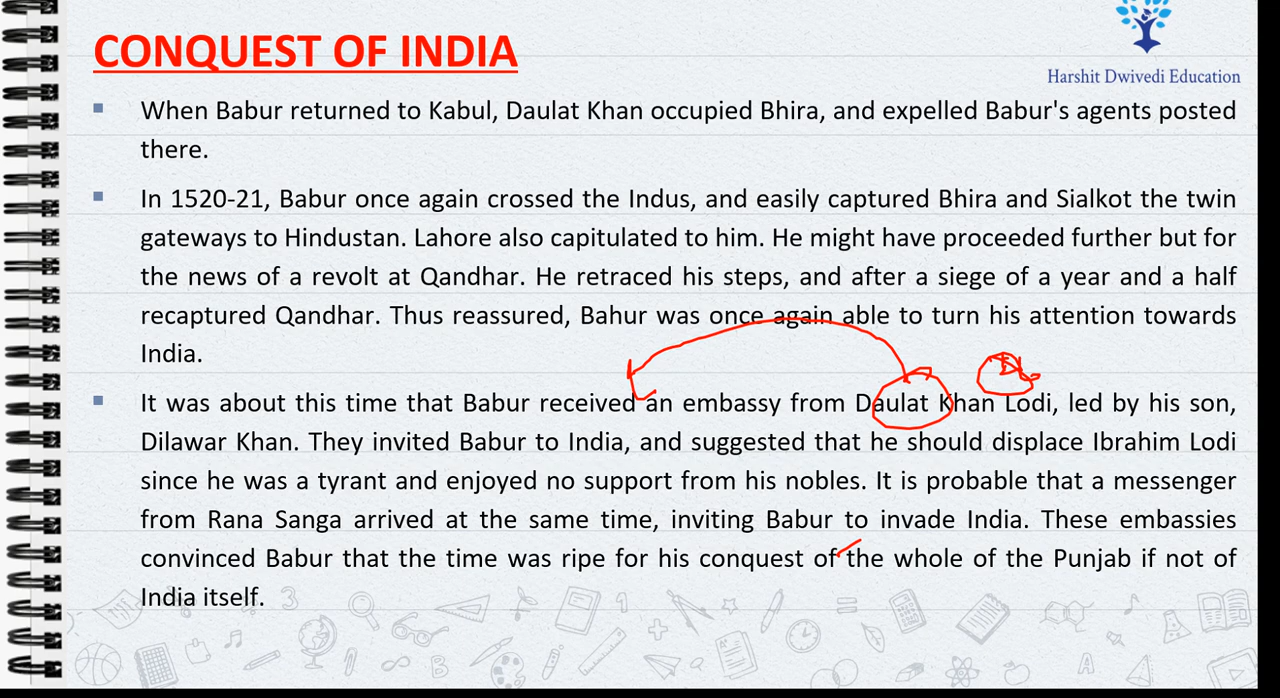 CONQUEST OF INDIA
Harshit Dwivedi Education
When Babur returned to Kabul, Daulat Khan occupied Bhira, and expelled Babur's agents posted
there.
In 1520-21, Babur once again crossed the Indus, and easily captured Bhira and Sialkot the twin
gateways to Hindustan. Lahore also capitulated to him. He might have proceeded further but for
the news of a revolt at Qandhar. He retraced his steps, and after a siege of a year and a half
recaptured Qandhar. Thus reassured, Bahur was once again able to turn his attention towards
India.
It was about this time that Babur received an embassy from Daulat Khan Lodi, led by his son,
Dilawar Khan. They invited Babur to India, and suggested that he should displace Ibrahim Lodi
since he was a tyrant and enjoyed no support from his nobles. It is probable that a messenger
from Rana Sanga arrived at the same time, inviting Babur to invade India. These embassies
convinced Babur that the time was ripe for his conquest of the whole of the Punjab if not of
India itself.